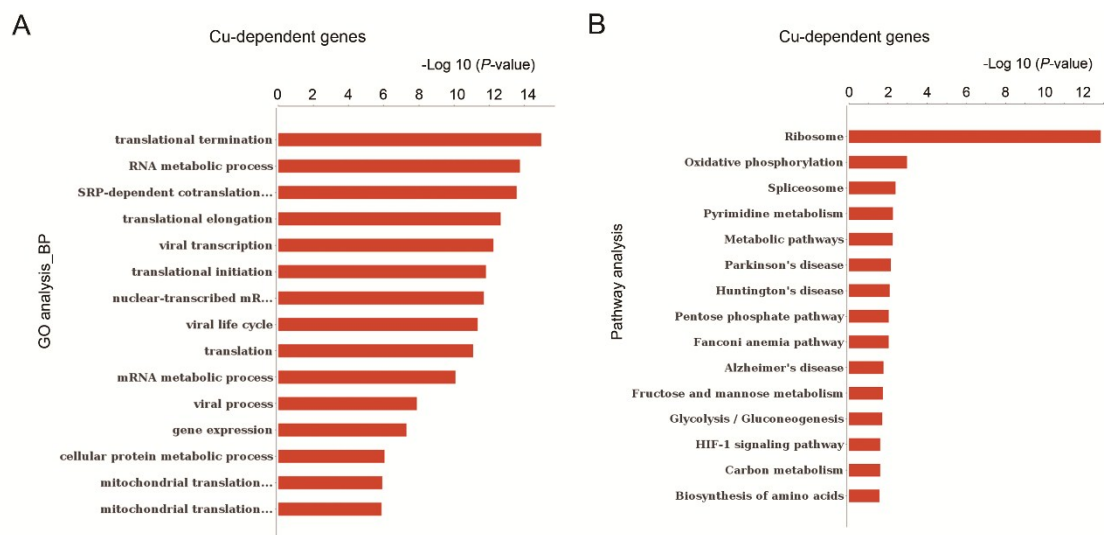 A
Cu-dependent genes
-Log 10 (P-value)
0 2 4 6 8 10 12 14
GO analysis_BP
translational termination
RNA metabolic process
SRP-dependent cotranslation...
translational elongation
viral transcription
translational initiation
nuclear-transcribed mR...
viral life cycle
translation
mRNA metabolic process
viral process
gene expression
cellular protein metabolic process
mitochondrial translation...
mitochondrial translation...
B
Cu-dependent genes
-Log 10 (P-value)
0 2 4 6 8 10 12
Pathway analysis
Ribosome
Oxidative phosphorylation
Spliceosome
Pyrimidine metabolism
Metabolic pathways
Parkinson's disease
Huntington's disease
Pentose phosphate pathway
Fanconi anemia pathway
Alzheimer's disease
Fructose and mannose metabolism
Glycolysis / Gluconeogenesis
HIF-1 signaling pathway
Carbon metabolism
Biosynthesis of amino acids